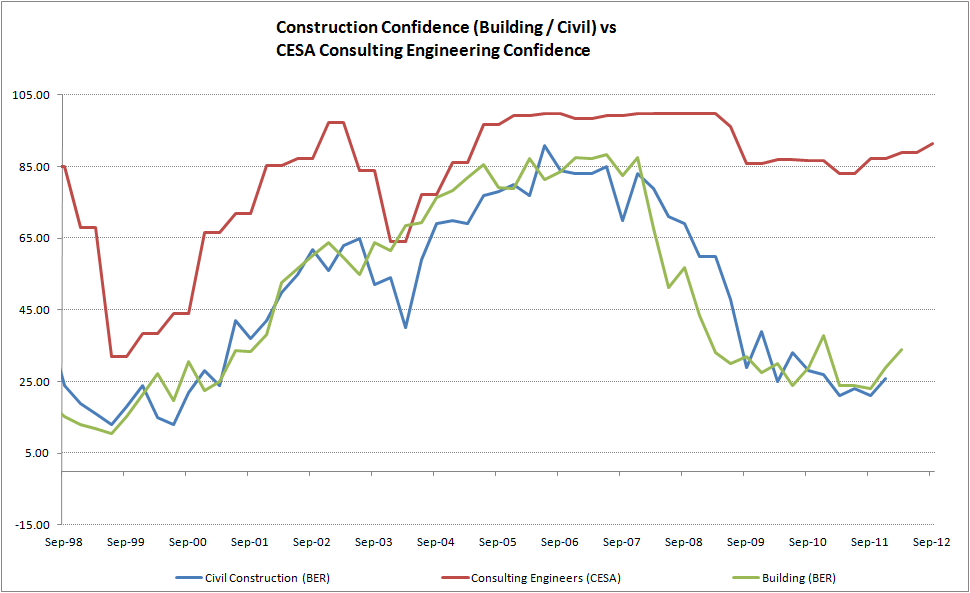 Construction Confidence (Building / Civil) vs
CESA Consulting Engineering Confidence
105.00
85.00
65.00
45.00
25.00
5.00
-15.00
Sep-98 Sep-99 Sep-00 Sep-01 Sep-02 Sep-03 Sep-04 Sep-05 Sep-06 Sep-07 Sep-08 Sep-09 Sep-10 Sep-11 Sep-12
Civil Construction (BER) Consulting Engineers (CESA) Building (BER)